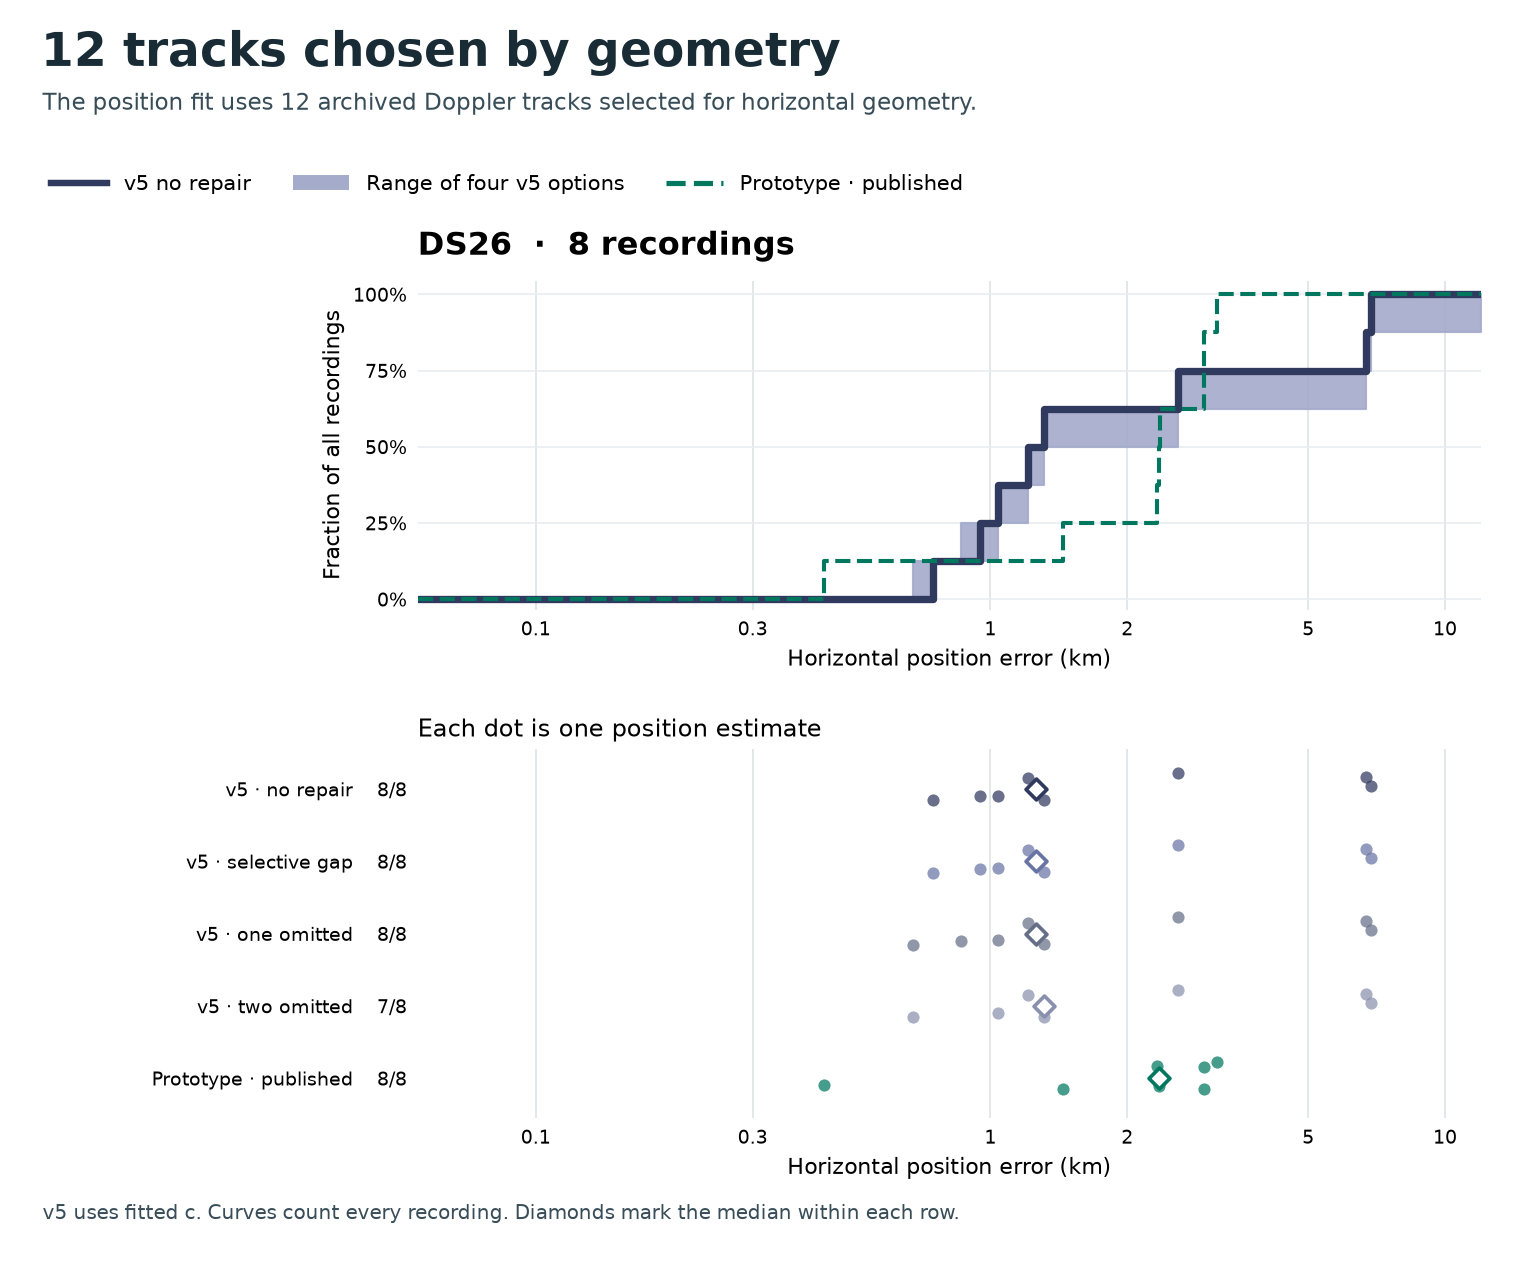 12 tracks chosen by geometry
The position fit uses 12 archived Doppler tracks selected for horizontal geometry.
v5 no repair
Range of four v5 options
Prototype · published
DS26 · 8 recordings
Fraction of all recordings
100%
75%
50%
25%
0%
0.1 0.3 1 2 5 10
Horizontal position error (km)
Each dot is one position estimate
v5 · no repair 8/8
v5 · selective gap 8/8
v5 · one omitted 8/8
v5 · two omitted 7/8
Prototype · published 8/8
0.1 0.3 1 2 5 10
Horizontal position error (km)
v5 uses fitted c. Curves count every recording. Diamonds mark the median within each row.